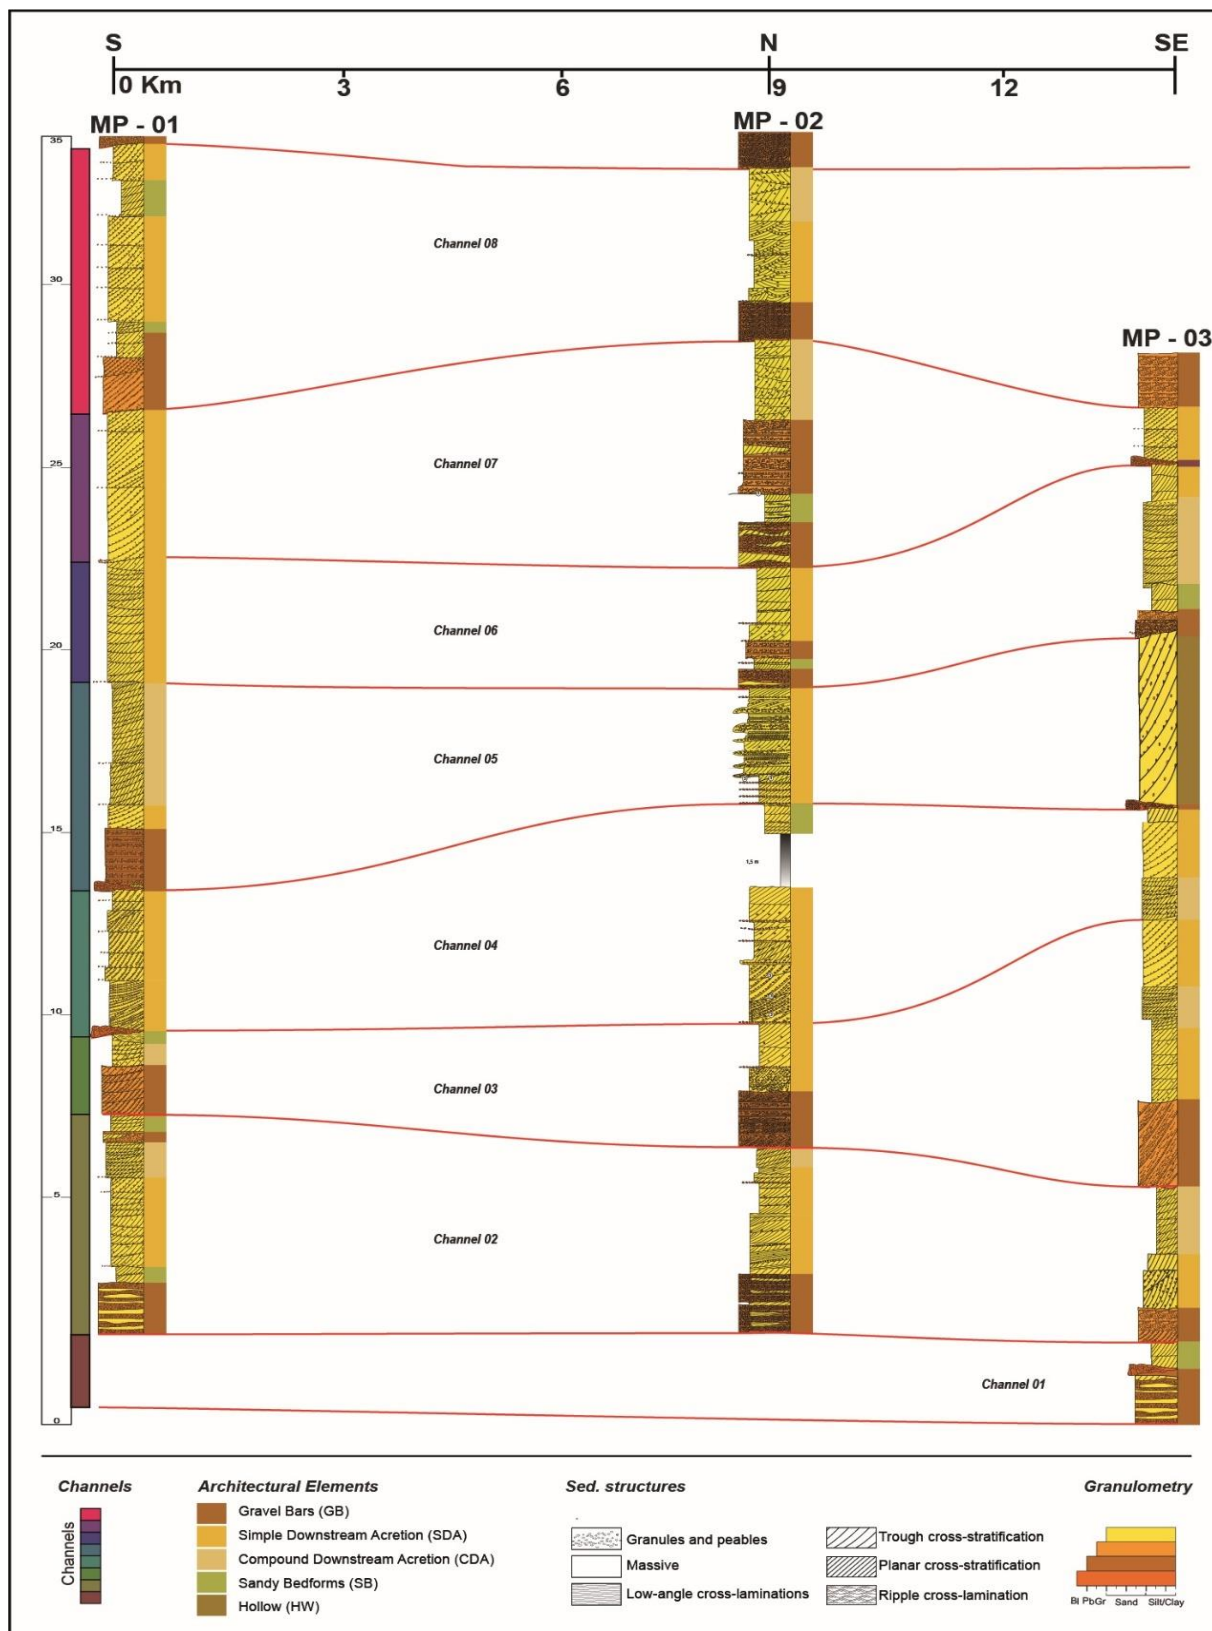 S N SE
0 Km 3 6 9 12
MP - 01 MP - 02
35
Channel 08
30
MP - 03
Channel 07
25
Channel 06
20
Channel 05
15
1,5 m
Channel 04
10
Channel 03
5
Channel 02
Channel 01
0
Channels
Channels
Architectural Elements
Gravel Bars (GB)
Simple Downstream Acretion (SDA)
Compound Downstream Acretion (CDA)
Sandy Bedforms (SB)
Hollow (HW)
Sed. structures
Granules and peables
Massive
Low-angle cross-laminations
Trough cross-stratification
Planar cross-stratification
Ripple cross-lamination
Granulometry
Bl PbGr Sand Silt/Clay